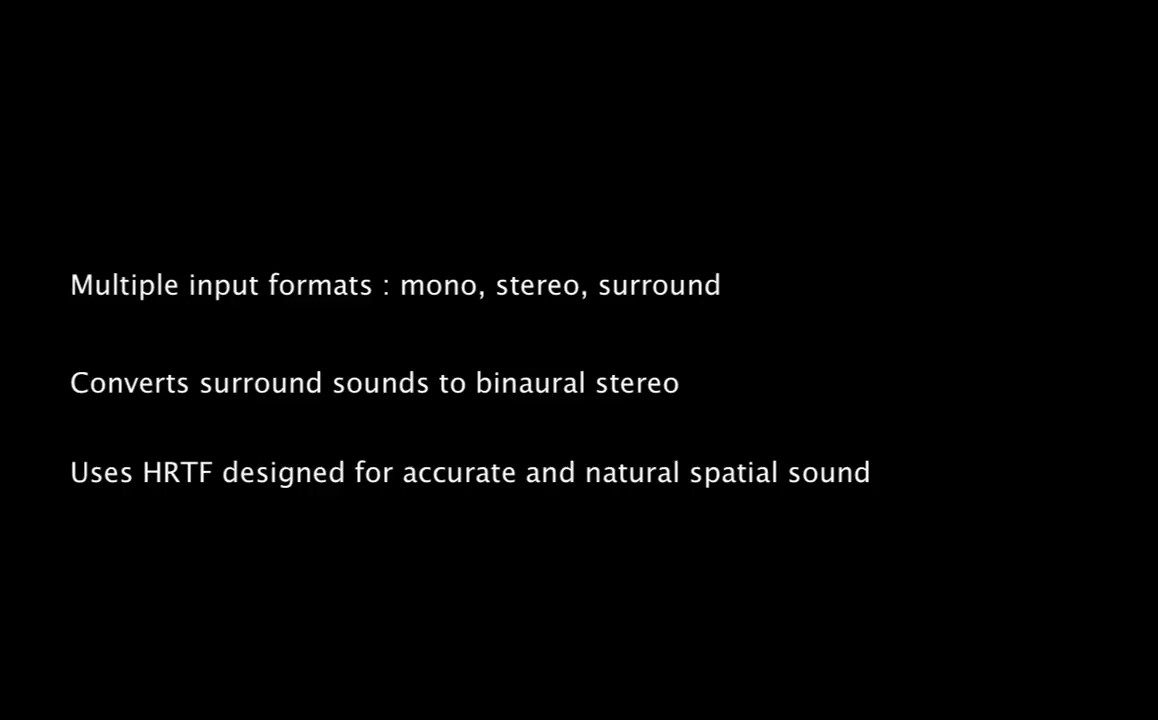 Multiple input formats : mono, stereo, surround
Converts surround sounds to binaural stereo
Uses HRTF designed for accurate and natural spatial sound